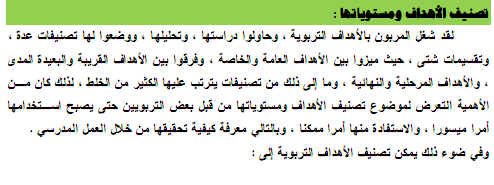 تصنيف الأهداف ومستوياتها :
لقد شغل المربون بالأهداف التربوية ، وحاولوا دراستها ، وتحليلها ، ووضعوا لها تصنيفات عدة ،
وتقسيمات شتى ، حيث ميزوا بين الأهداف العامة والخاصة ، وفرقوا بين الأهداف القريبة والبعيدة المدى
، والأهداف المرحلية والنهائية ، وما إلى ذلك من تصنيفات يترتب عليها الكثير من الخلط ، لذلك كان مـــن
الأهمية التعرض لموضوع تصنيف الأهداف ومستوياتها من قبل بعض التربويين حتى يصبح استـــخدامها
أمرا ميسورا ، والاستفادة منها أمرا ممكنا ، وبالتالي معرفة كيفية تحقيقها من خلال العمل المدرسي .
وفي ضوء ذلك يمكن تصنيف الأهداف التربوية إلى :